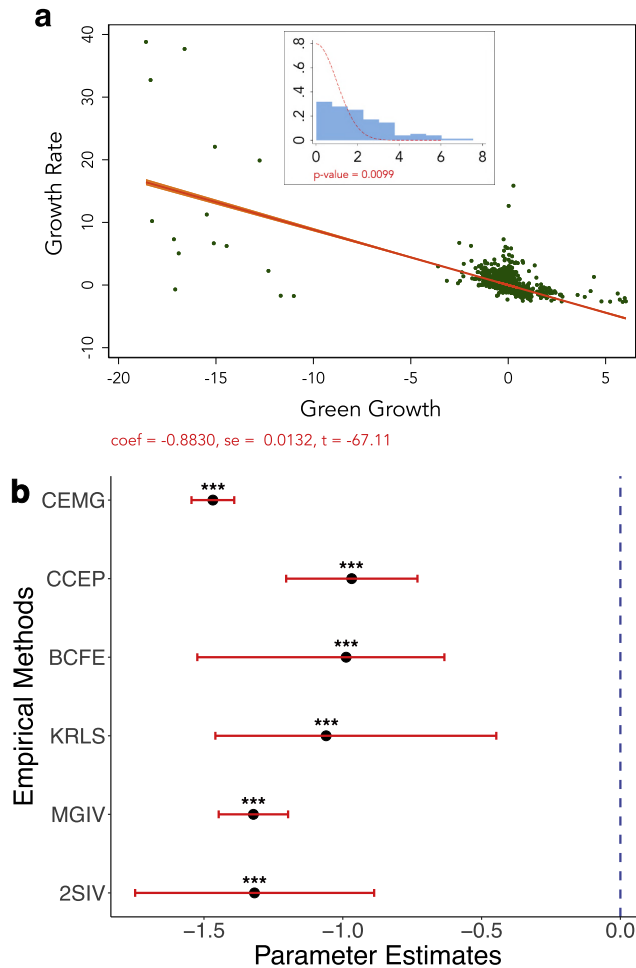 a
40
30
20
10
0
-10
Growth Rate
.8
.6
.4
.2
0
0 2 4 6 8
p-value = 0.0099
-20 -15 -10 -5 0 5
Green Growth
coef = -0.8830, se = 0.0132, t = -67.11
b
Empirical Methods
CEMG
***
CCEP
***
BCFE
***
KRLS
***
MGIV
***
2SIV
***
−1.5 −1.0 −0.5 0.0
Parameter Estimates